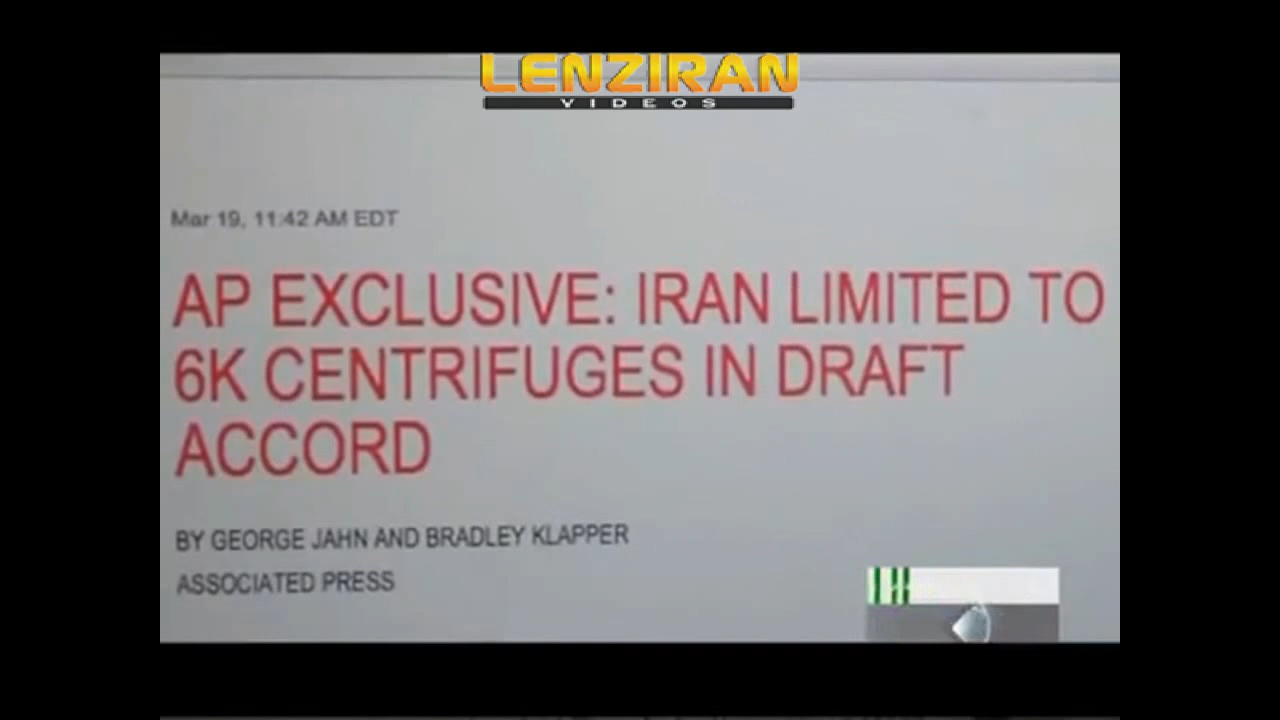 LENZIRAN
VIDEOS
Mar 19, 11:42 AM EDT
AP EXCLUSIVE: IRAN LIMITED TO
6K CENTRIFUGES IN DRAFT
ACCORD
BY GEORGE JAHN AND BRADLEY KLAPPER
ASSOCIATED PRESS